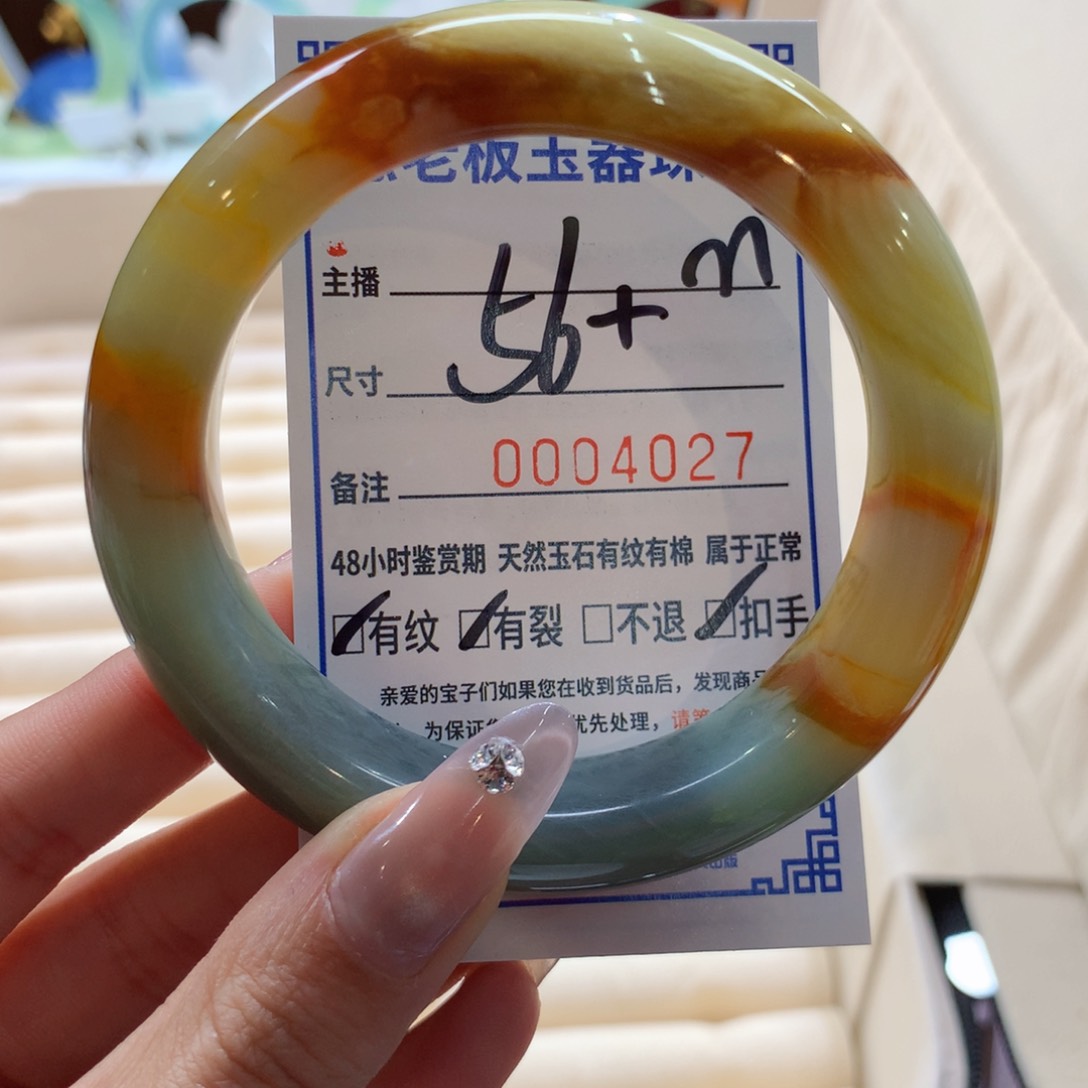 老板玉器珠
主播 n
尺寸 56+
备注 0004027
48小时鉴赏期 天然玉石有纹有棉 属于正常
☑有纹 ☑有裂 □不退 ☑扣手
亲爱的宝子们如果您在收到货品后，发现商
为保证 优先处理，请
出版